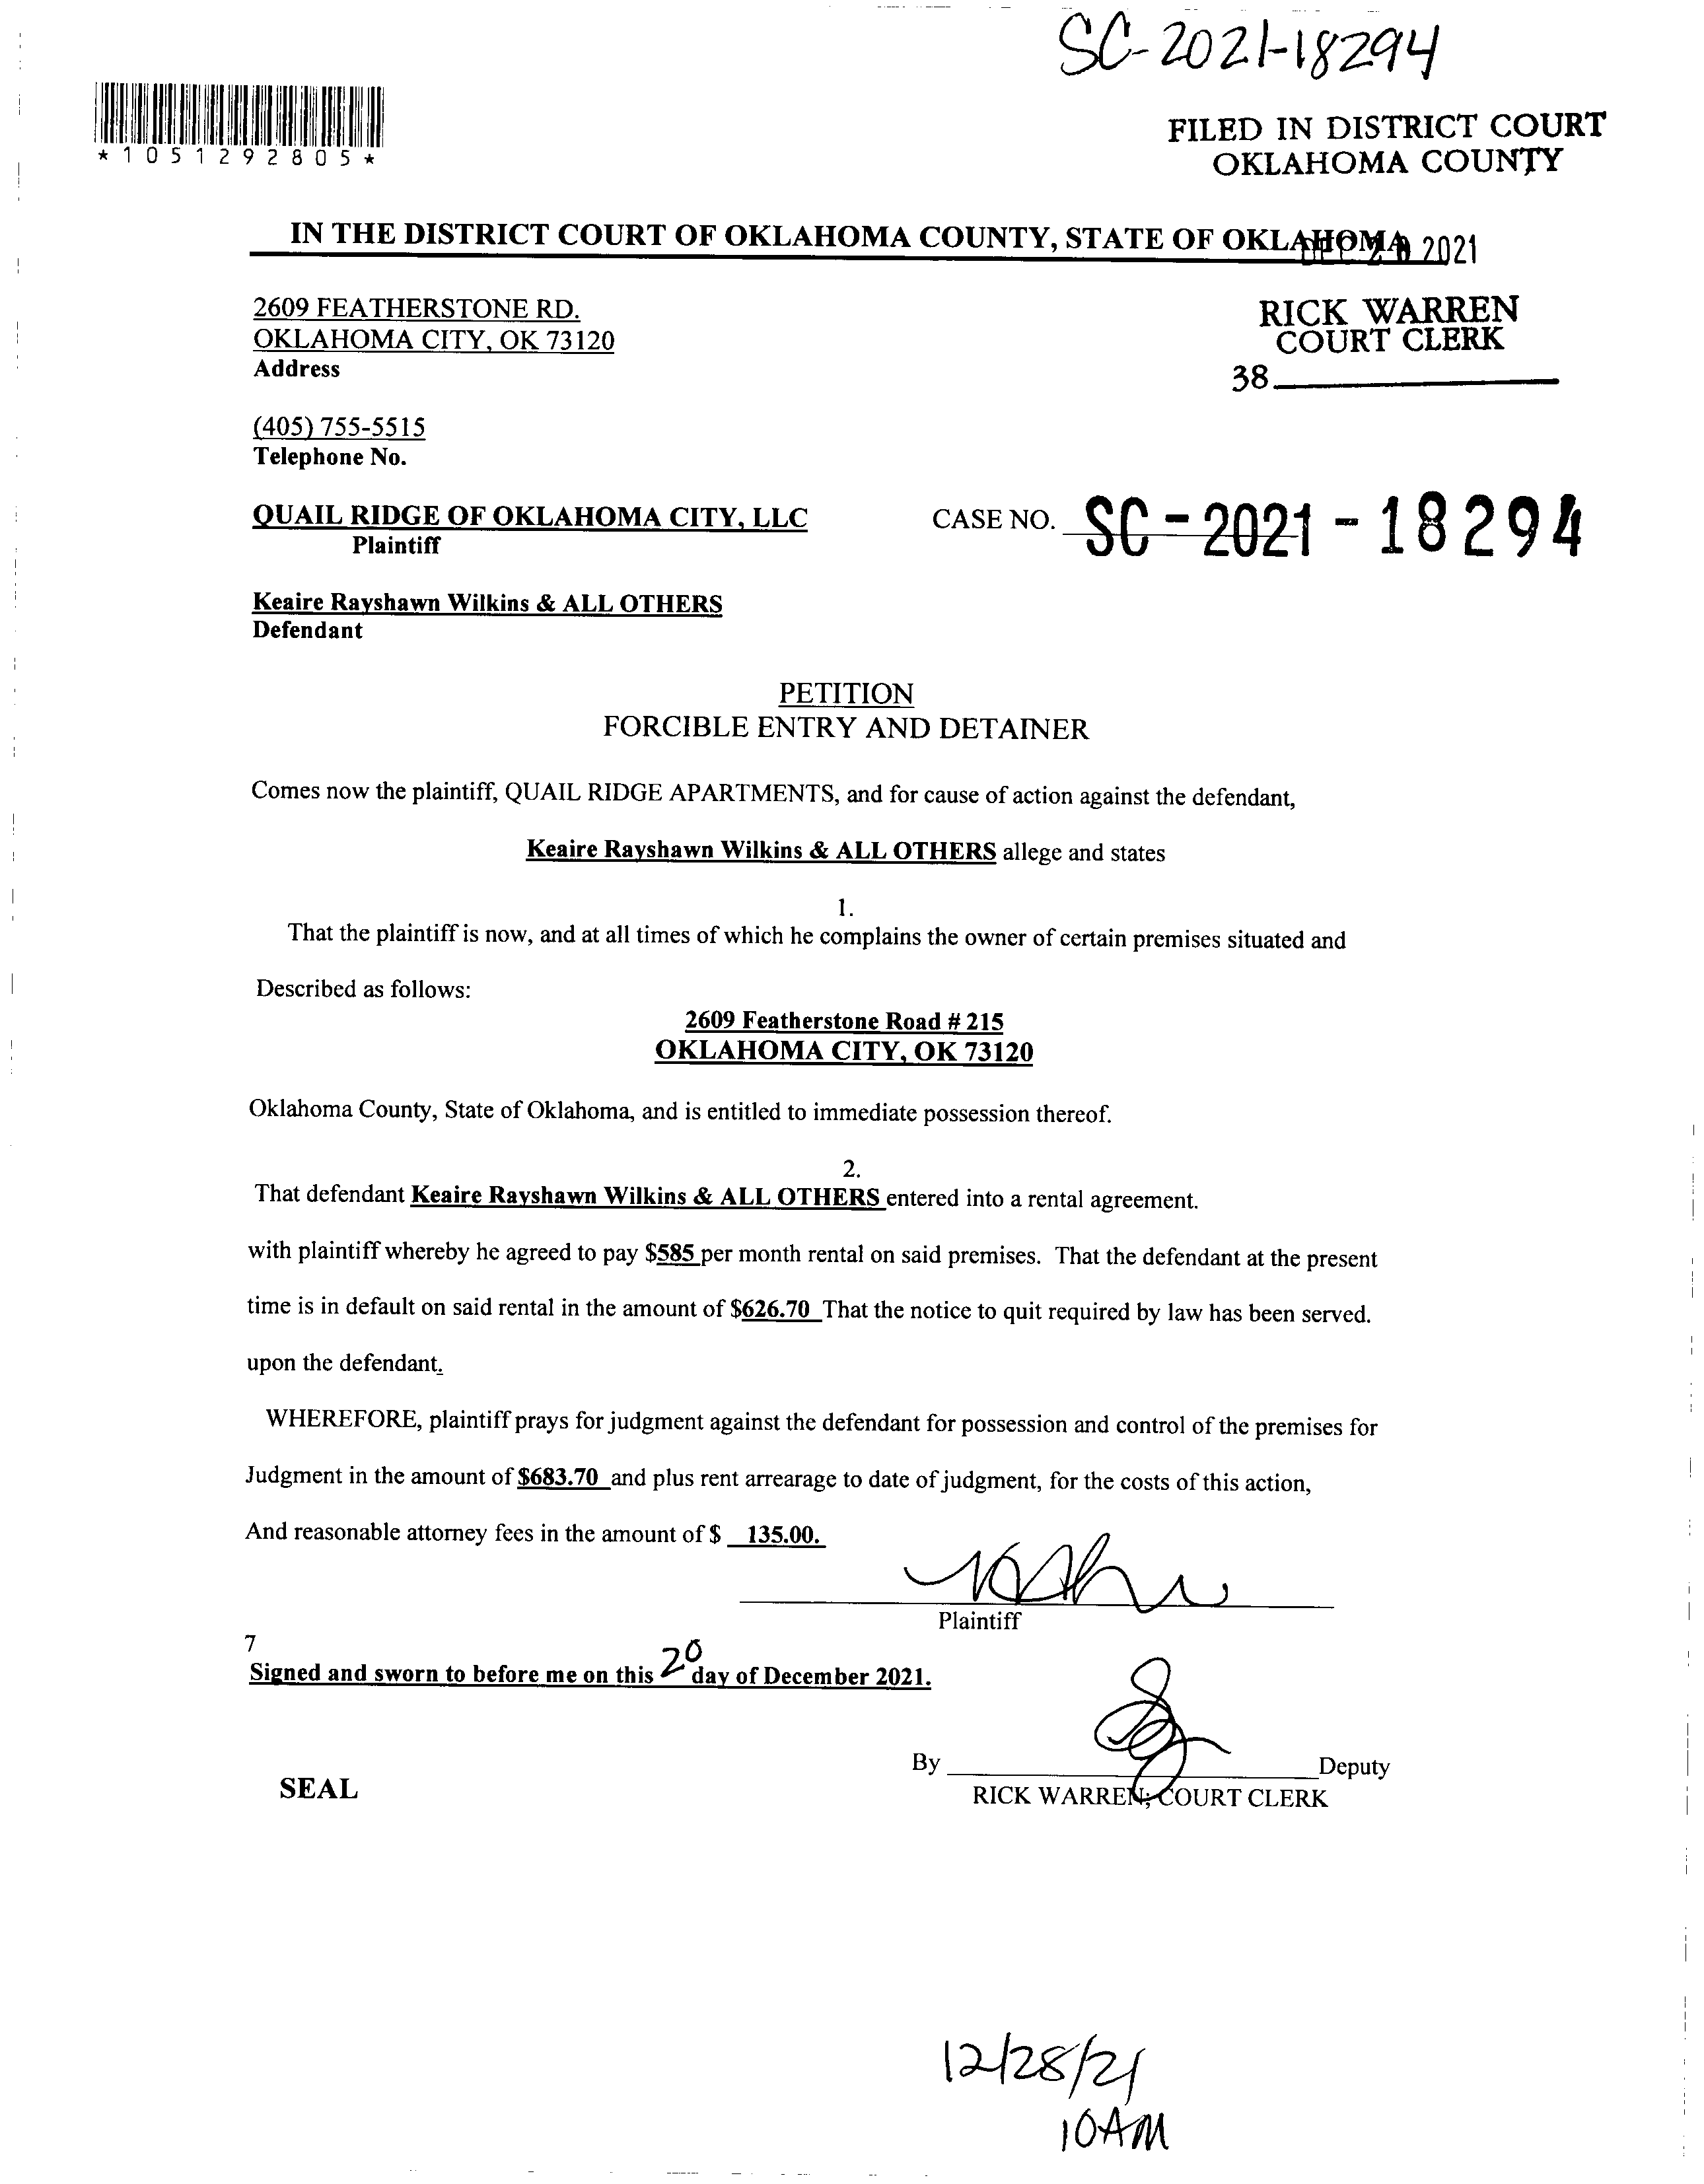 SC-2021-18294
*1051292805*
FILED IN DISTRICT COURT
OKLAHOMA COUNTY
IN THE DISTRICT COURT OF OKLAHOMA COUNTY, STATE OF OKLAHOMA
DEC 20 2021
2609 FEATHERSTONE RD.
OKLAHOMA CITY, OK 73120
Address
RICK WARREN
COURT CLERK
38
(405) 755-5515
Telephone No.
QUAIL RIDGE OF OKLAHOMA CITY, LLC
Plaintiff
CASE NO. SC-2021-18294
Keaire Rayshawn Wilkins & ALL OTHERS
Defendant
PETITION
FORCIBLE ENTRY AND DETAINER
Comes now the plaintiff, QUAIL RIDGE APARTMENTS, and for cause of action against the defendant,
Keaire Rayshawn Wilkins & ALL OTHERS allege and states
1.
That the plaintiff is now, and at all times of which he complains the owner of certain premises situated and
Described as follows:
2609 Featherstone Road # 215
OKLAHOMA CITY, OK 73120
Oklahoma County, State of Oklahoma, and is entitled to immediate possession thereof.
2.
That defendant Keaire Rayshawn Wilkins & ALL OTHERS entered into a rental agreement.
with plaintiff whereby he agreed to pay $585 per month rental on said premises. That the defendant at the present
time is in default on said rental in the amount of $626.70 That the notice to quit required by law has been served.
upon the defendant.
WHEREFORE, plaintiff prays for judgment against the defendant for possession and control of the premises for
Judgment in the amount of $683.70 and plus rent arrearage to date of judgment, for the costs of this action,
And reasonable attorney fees in the amount of $ 135.00.
Plaintiff
7
Signed and sworn to before me on this 20 day of December 2021.
By Deputy
RICK WARREN, COURT CLERK
SEAL
12/28/21
10AM